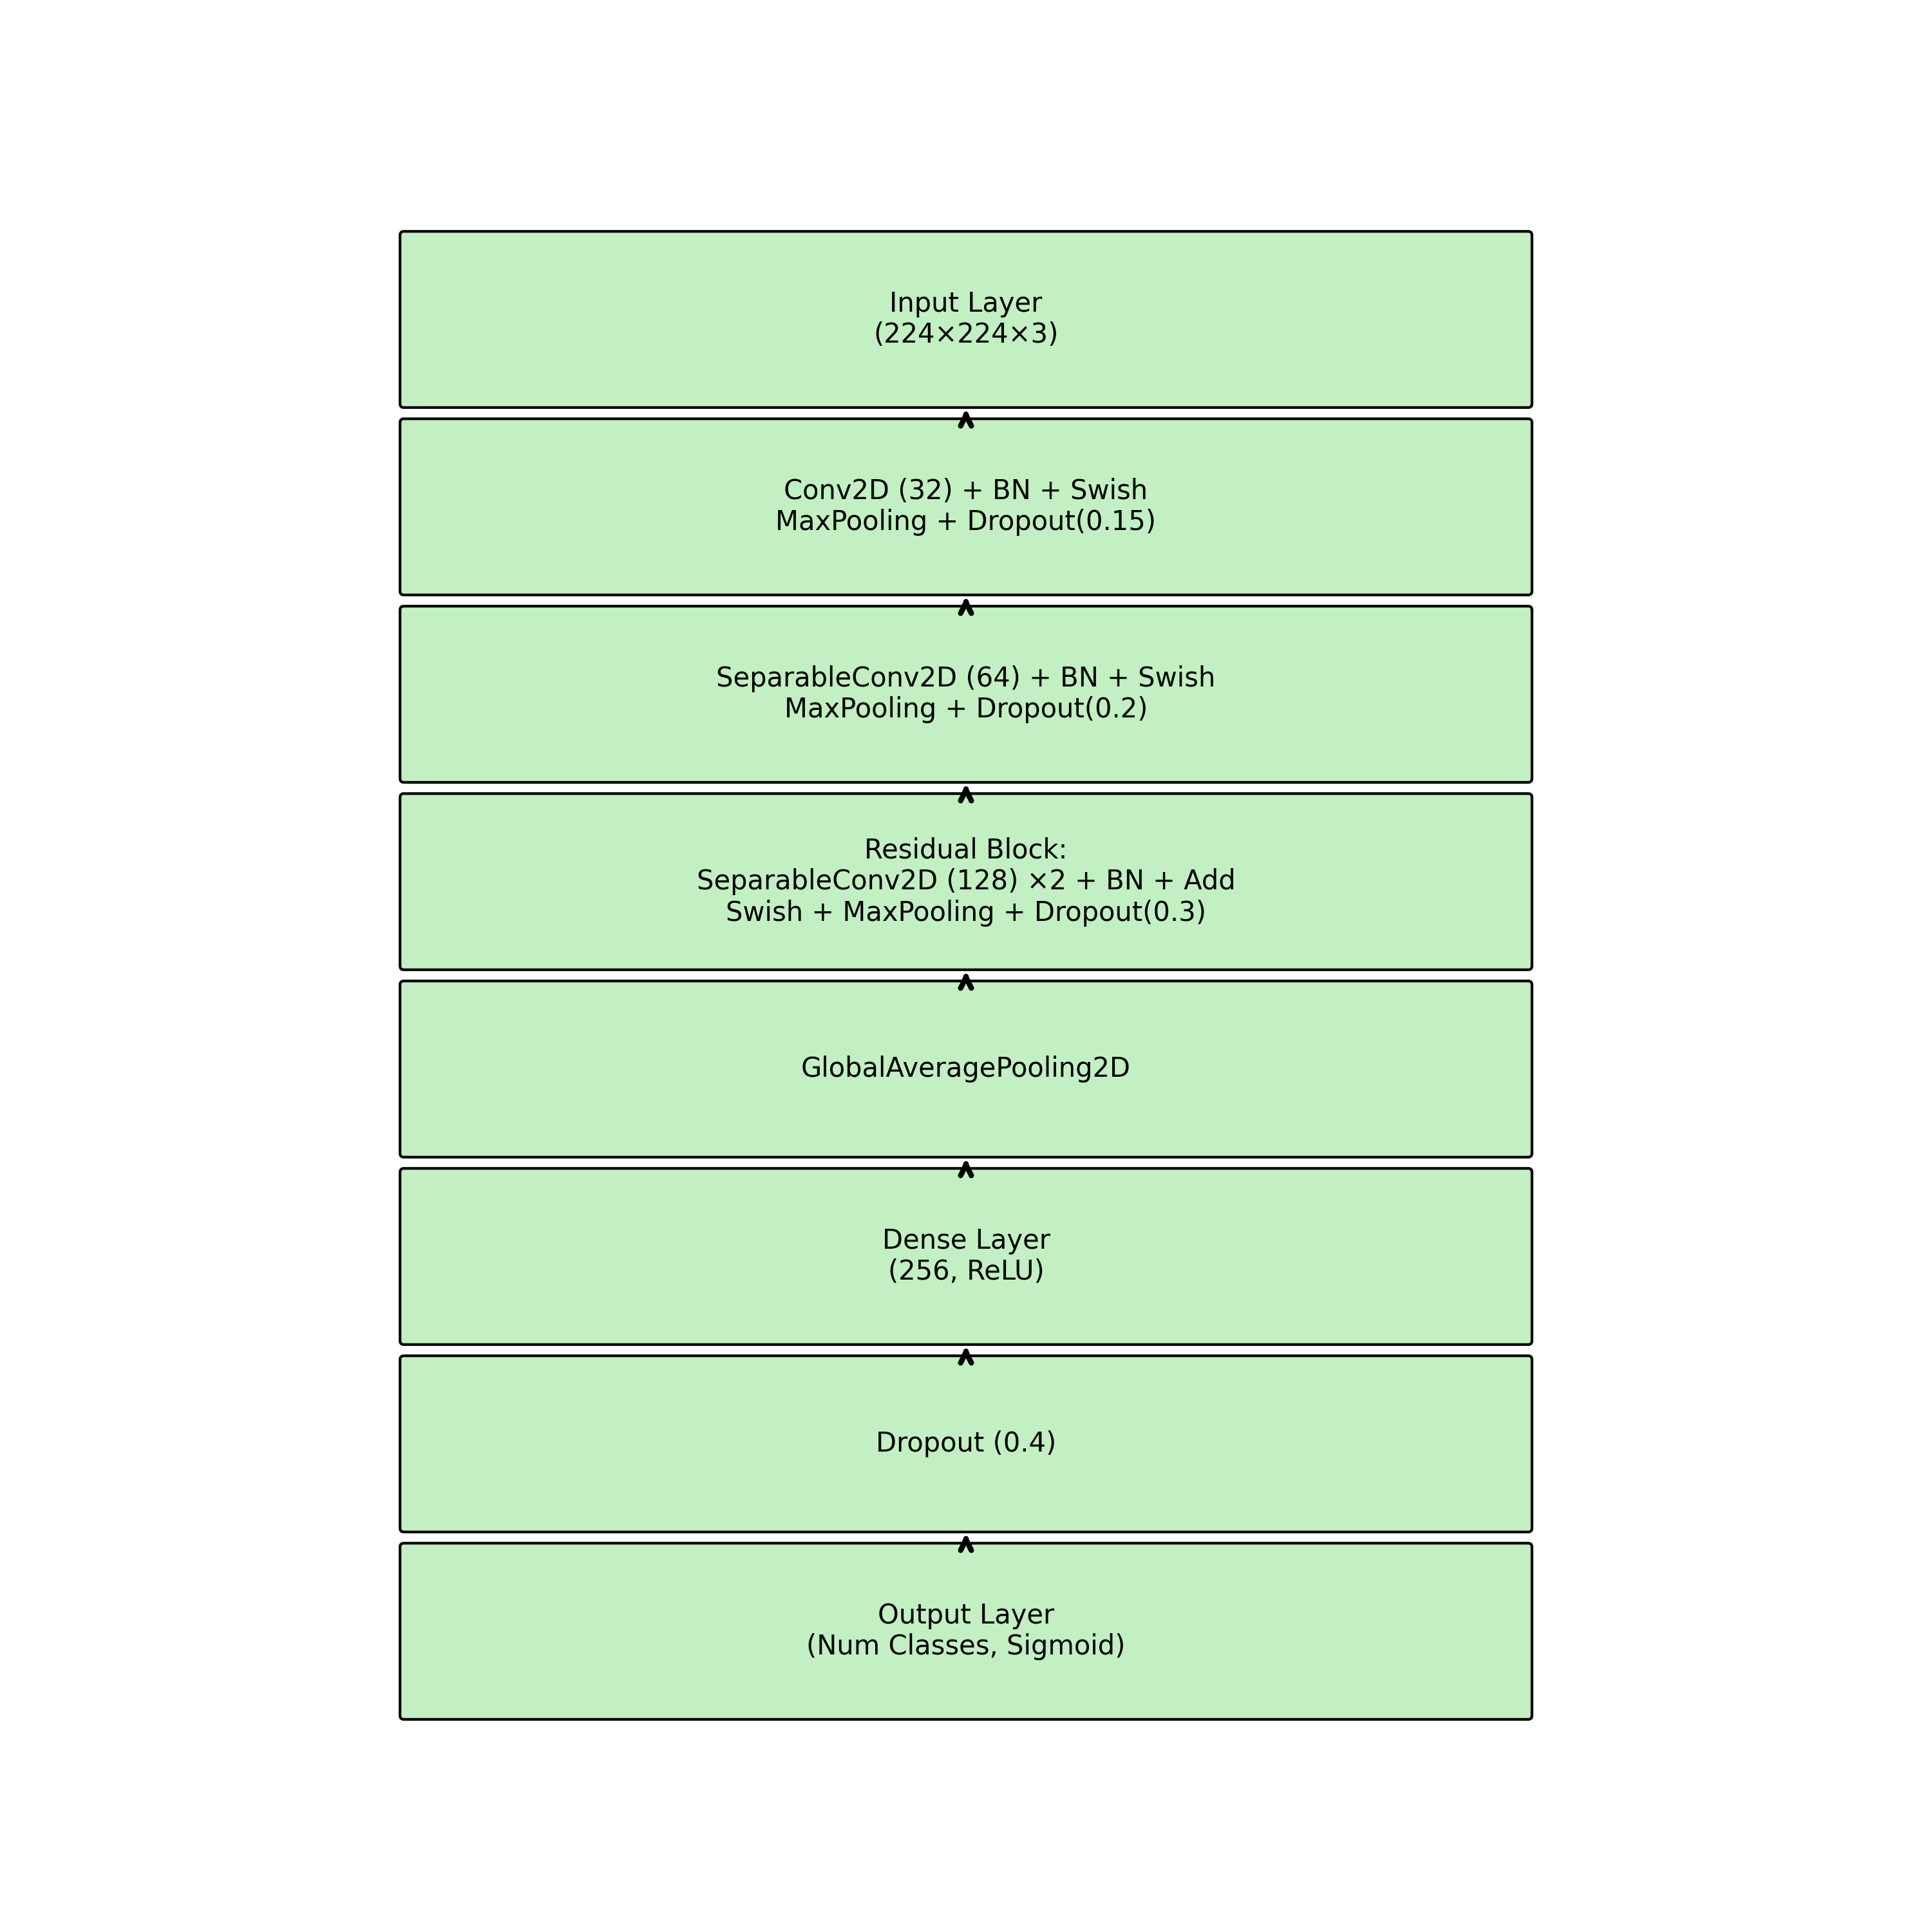 Input Layer
(224×224×3)
Conv2D (32) + BN + Swish
MaxPooling + Dropout(0.15)
SeparableConv2D (64) + BN + Swish
MaxPooling + Dropout(0.2)
Residual Block:
SeparableConv2D (128) ×2 + BN + Add
Swish + MaxPooling + Dropout(0.3)
GlobalAveragePooling2D
Dense Layer
(256, ReLU)
Dropout (0.4)
Output Layer
(Num Classes, Sigmoid)